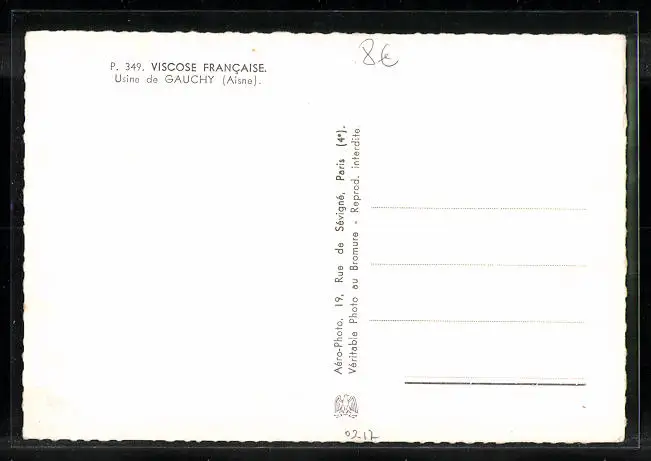 P. 349. VISCOSE FRANÇAISE.
Usine de GAUCHY (Aisne).
8€
Aéro-Photo, 19, Rue de Sévigné, Paris (4e).
Véritable Photo au Bromure - Reprod. interdite
02-17